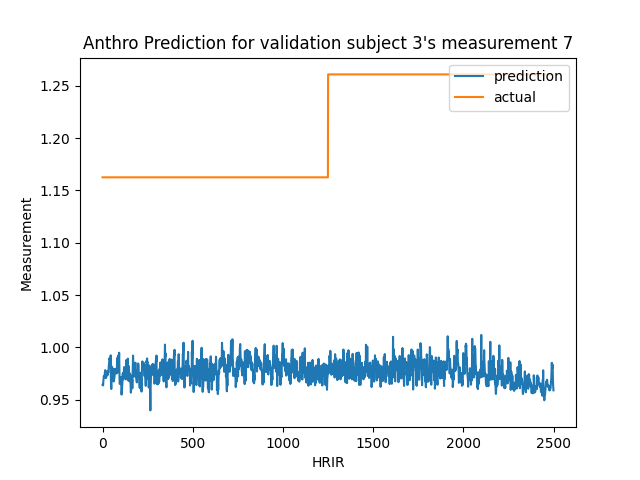 Anthro Prediction for validation subject 3's measurement 7
prediction
actual
1.25
1.20
1.15
1.10
1.05
1.00
0.95
Measurement
0
500
1000
1500
2000
2500
HRIR